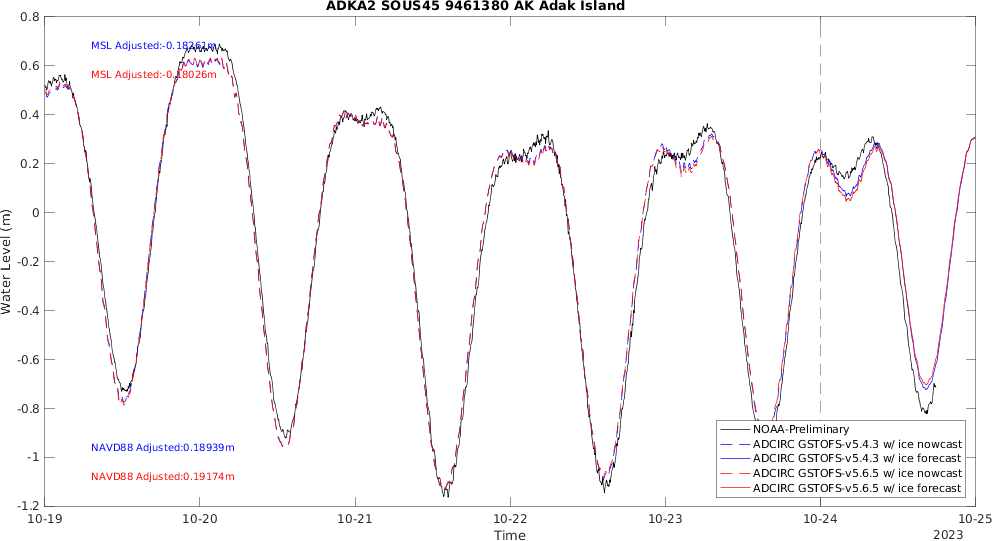 ADKA2 SOUS45 9461380 AK Adak Island
0.8
0.6
0.4
0.2
0
-0.2
-0.4
-0.6
-0.8
-1
-1.2
Water Level (m)
MSL Adjusted:-0.18261m
MSL Adjusted:-0.18026m
NAVD88 Adjusted:0.18939m
NAVD88 Adjusted:0.19174m
NOAA-Preliminary
ADCIRC GSTOFS-v5.4.3 w/ ice nowcast
ADCIRC GSTOFS-v5.4.3 w/ ice forecast
ADCIRC GSTOFS-v5.6.5 w/ ice nowcast
ADCIRC GSTOFS-v5.6.5 w/ ice forecast
10-19 10-20 10-21 10-22 10-23 10-24 10-25
Time
2023